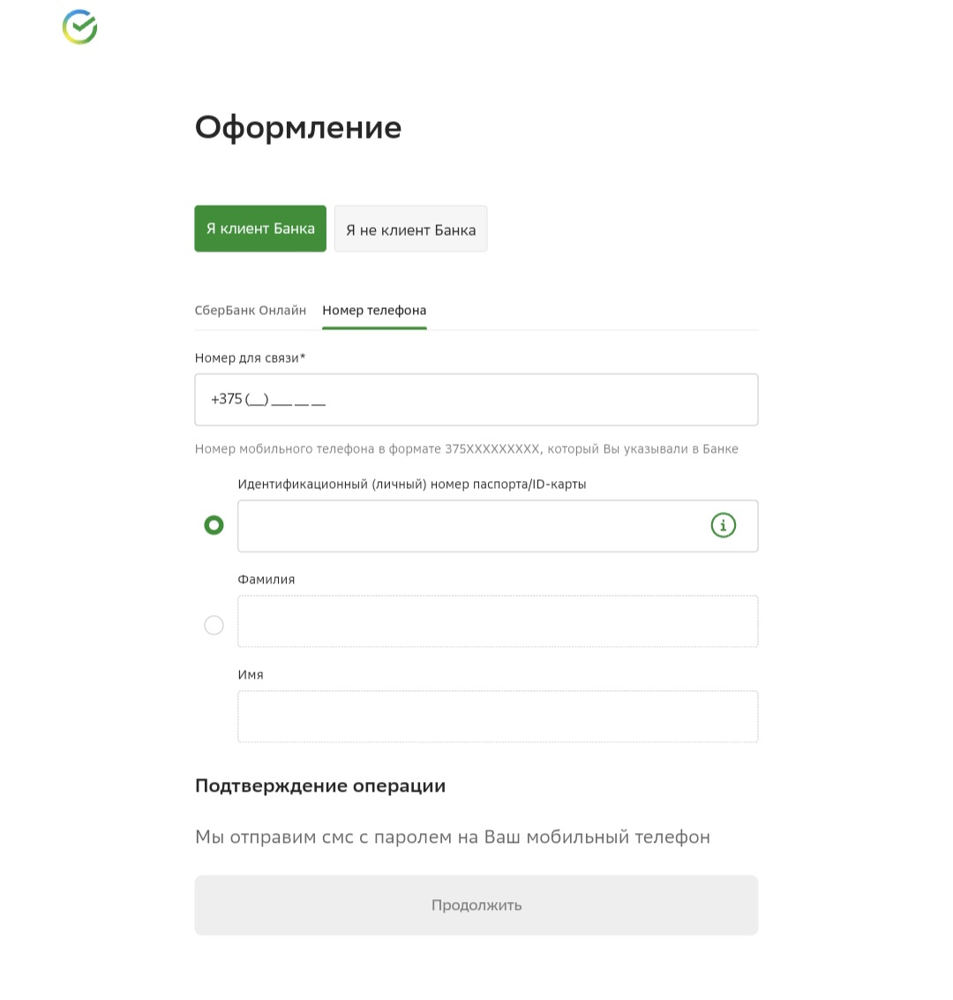 Оформление
Я клиент Банка Я не клиент Банка
СберБанк Онлайн Номер телефона
Номер для связи*
+375 (__) ___ __ __
Номер мобильного телефона в формате 375XXXXXXXXX, который Вы указывали в Банке
Идентификационный (личный) номер паспорта/ID-карты
Фамилия
Имя
Подтверждение операции
Мы отправим смс с паролем на Ваш мобильный телефон
Продолжить